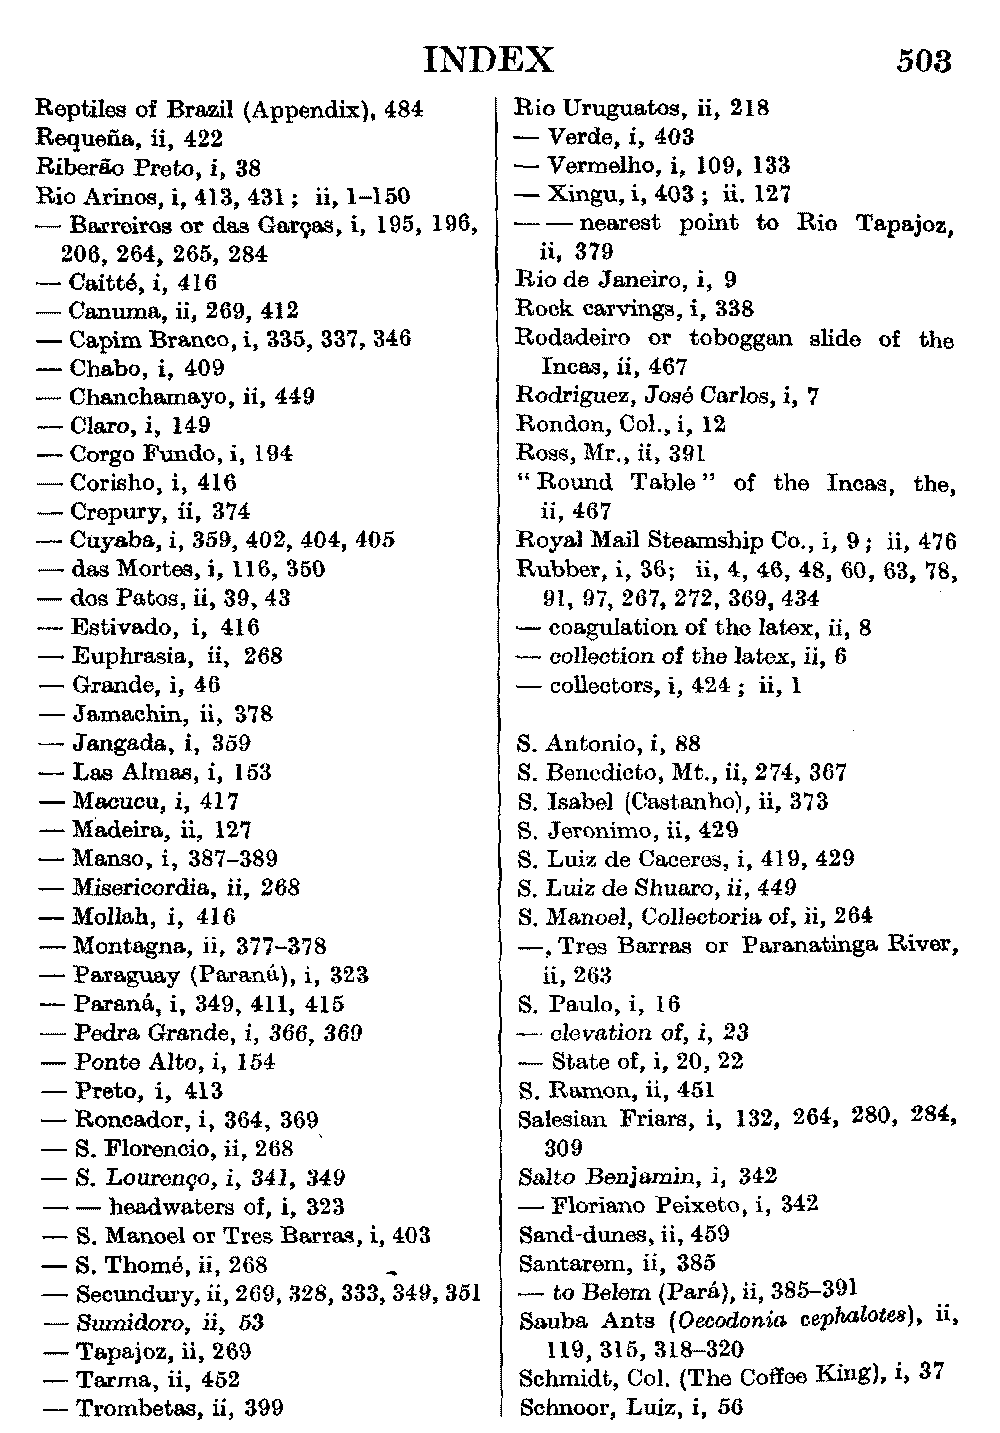 INDEX 503
Reptiles of Brazil (Appendix), 484
Requeña, ii, 422
Riberão Preto, i, 38
Rio Arinos, i, 413, 431; ii, 1–150
— Barreiros or das Garças, i, 195, 196,
206, 264, 265, 284
— Caitté, i, 416
— Canuma, ii, 269, 412
— Capim Branco, i, 335, 337, 346
— Chabo, i, 409
— Chanchamayo, ii, 449
— Claro, i, 149
— Corgo Fundo, i, 194
— Corisho, i, 416
— Crepury, ii, 374
— Cuyaba, i, 359, 402, 404, 405
— das Mortes, i, 116, 350
— dos Patos, ii, 39, 43
— Estivado, i, 416
— Euphrasia, ii, 268
— Grande, i, 46
— Jamachin, ii, 378
— Jangada, i, 359
— Las Almas, i, 153
— Macucu, i, 417
— Madeira, ii, 127
— Manso, i, 387–389
— Misericordia, ii, 268
— Mollah, i, 416
— Montagna, ii, 377–378
— Paraguay (Paraná), i, 323
— Paraná, i, 349, 411, 415
— Pedra Grande, i, 366, 369
— Ponte Alto, i, 154
— Preto, i, 413
— Roncador, i, 364, 369
— S. Florencio, ii, 268
— S. Lourenço, i, 341, 349
— — headwaters of, i, 323
— S. Manoel or Tres Barras, i, 403
— S. Thomé, ii, 268
— Secundury, ii, 269, 328, 333, 349, 351
— Sumidoro, ii, 53
— Tapajoz, ii, 269
— Tarma, ii, 452
— Trombetas, ii, 399
Rio Uruguatos, ii, 218
— Verde, i, 403
— Vermelho, i, 109, 133
— Xingu, i, 403; ii. 127
— — nearest point to Rio Tapajoz,
ii, 379
Rio de Janeiro, i, 9
Rock carvings, i, 338
Rodadeiro or toboggan slide of the
Incas, ii, 467
Rodriguez, José Carlos, i, 7
Rondon, Col., i, 12
Ross, Mr., ii, 391
"Round Table" of the Incas, the,
ii, 467
Royal Mail Steamship Co., i, 9; ii, 476
Rubber, i, 36; ii, 4, 46, 48, 60, 63, 78,
91, 97, 267, 272, 369, 434
— coagulation of the latex, ii, 8
— collection of the latex, ii, 6
— collectors, i, 424; ii, 1
S. Antonio, i, 88
S. Benedicto, Mt., ii, 274, 367
S. Isabel (Castanho), ii, 373
S. Jeronimo, ii, 429
S. Luiz de Caceres, i, 419, 429
S. Luiz de Shuaro, ii, 449
S. Manoel, Collectoria of, ii, 264
—, Tres Barras or Paranatinga River,
ii, 263
S. Paulo, i, 16
— elevation of, i, 23
— State of, i, 20, 22
S. Ramon, ii, 451
Salesian Friars, i, 132, 264, 280, 284,
309
Salto Benjamin, i, 342
— Floriano Peixeto, i, 342
Sand-dunes, ii, 459
Santarem, ii, 385
— to Belem (Pará), ii, 385–391
Sauba Ants (Oecodonia cephalotes), ii,
119, 315, 318–320
Schmidt, Col. (The Coffee King), i, 37
Schnoor, Luiz, i, 56